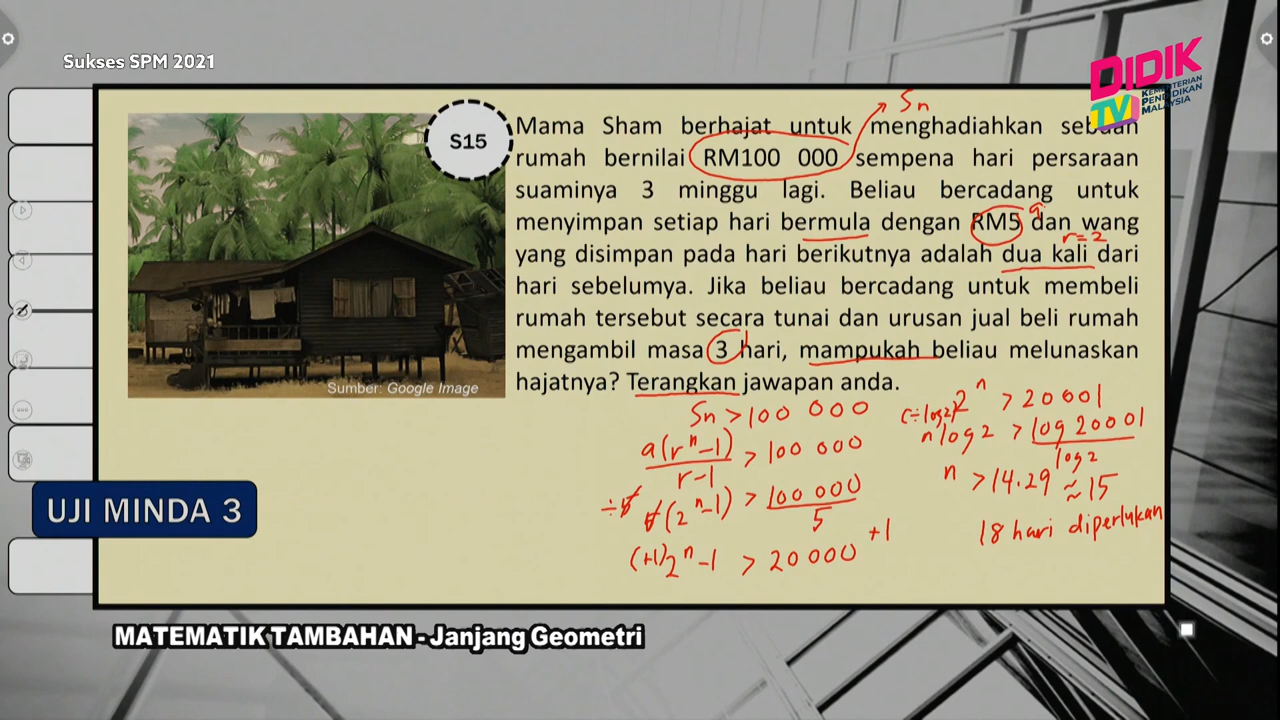 Sukses SPM 2021
DIDIK
TV
KEMENTERIAN
PENDIDIKAN
MALAYSIA
S15
Sn
Mama Sham berhajat untuk menghadiahkan sebuah
rumah bernilai RM100 000 sempena hari persaraan
suaminya 3 minggu lagi. Beliau bercadang untuk
menyimpan setiap hari bermula dengan RM5 dan wang
a
r=2
yang disimpan pada hari berikutnya adalah dua kali dari
hari sebelumya. Jika beliau bercadang untuk membeli
rumah tersebut secara tunai dan urusan jual beli rumah
mengambil masa 3 hari, mampukah beliau melunaskan
hajatnya? Terangkan jawapan anda.
Sumber: Google Image
Sn > 100 000
a(r^n-1)/r-1 > 100 000
÷5 5(2^n-1) > 100 000/5
(+1) 2^n-1 > 20 000 +1
2^n > 20001
(÷log2) n log 2 > log 20001/log 2
n > 14.29 ≈ 15
18 hari diperlukan
UJI MINDA 3
MATEMATIK TAMBAHAN - Janjang Geometri